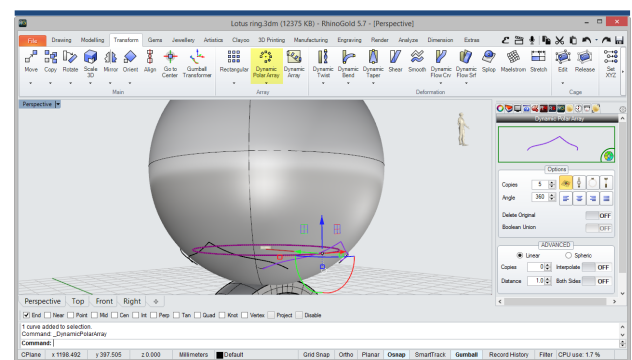 Lotus ring.3dm (12375 KB) - RhinoGold 5.7 - [Perspective]
File Drawing Modelling Transform Gems Jewellery Artistics Clayoo 3D Printing Manufacturing Engraving Render Analyze Dimension Extras
Move Copy Rotate Scale 3D Mirror Orient Align Go to Center Gumball Transformer Rectangular Dynamic Polar Array Dynamic Array Dynamic Twist Dynamic Bend Dynamic Taper Shear Smooth Dynamic Flow Crv Dynamic Flow Srf Splop Maelstrom Stretch Edit Release Set XYZ
Main Array Deformation Cage
Perspective
Dynamic Polar Array
Options
Copies 5
Angle 360
Delete Original OFF
Boolean Union OFF
ADVANCED
Linear Spheric
Copies 0 Interpolate OFF
Distance 1.0 Both Sides OFF
Perspective Top Front Right
End Near Point Mid Cen Int Perp Tan Quad Knot Vertex Project Disable
1 curve added to selection.
Command: _DynamicPolarArray
Command:
CPlane x 1198.492 y 397.505 z 0.000 Millimeters Default Grid Snap Ortho Planar Osnap SmartTrack Gumball Record History Filter CPU use: 1.7 %